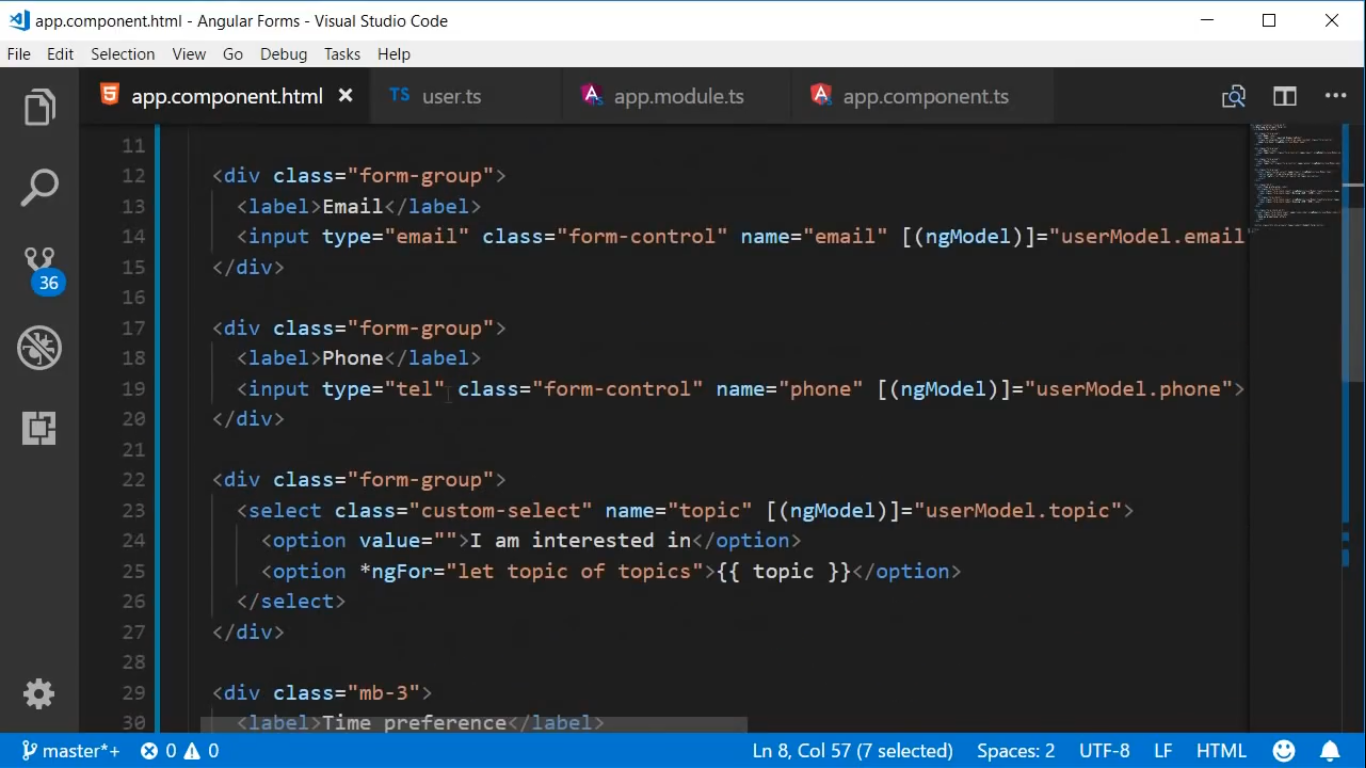 app.component.html - Angular Forms - Visual Studio Code
File Edit Selection View Go Debug Tasks Help
app.component.html TS user.ts app.module.ts app.component.ts
11
12 <div class="form-group">
13 <label>Email</label>
14 <input type="email" class="form-control" name="email" [(ngModel)]="userModel.email
15 </div>
16
17 <div class="form-group">
18 <label>Phone</label>
19 <input type="tel" class="form-control" name="phone" [(ngModel)]="userModel.phone">
20 </div>
21
22 <div class="form-group">
23 <select class="custom-select" name="topic" [(ngModel)]="userModel.topic">
24 <option value="">I am interested in</option>
25 <option *ngFor="let topic of topics">{{ topic }}</option>
26 </select>
27 </div>
28
29 <div class="mb-3">
30 <label>Time preference</label>
36
master*+ 0 0 Ln 8, Col 57 (7 selected) Spaces: 2 UTF-8 LF HTML